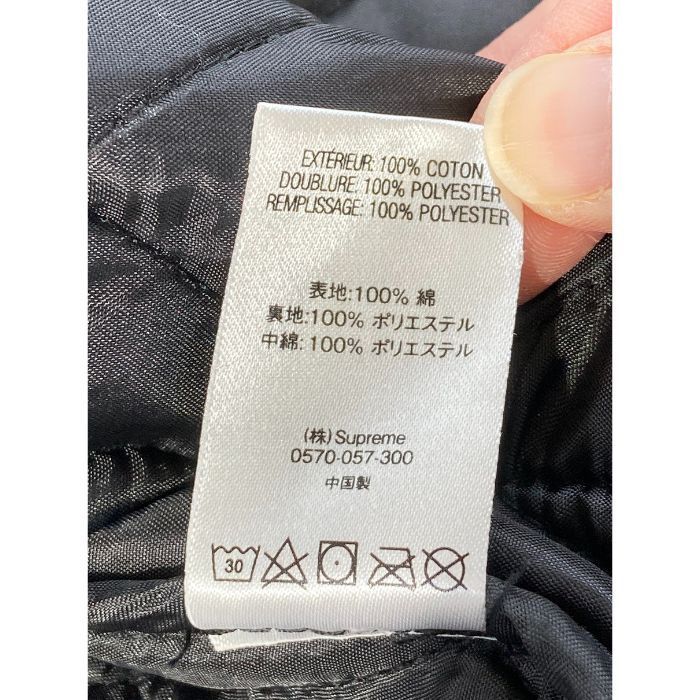 EXTÉRIEUR: 100% COTON
DOUBLURE: 100% POLYESTER
REMPLISSAGE: 100% POLYESTER
表地:100% 綿
裏地:100% ポリエステル
中綿:100% ポリエステル
(株) Supreme
0570-057-300
中国製
30